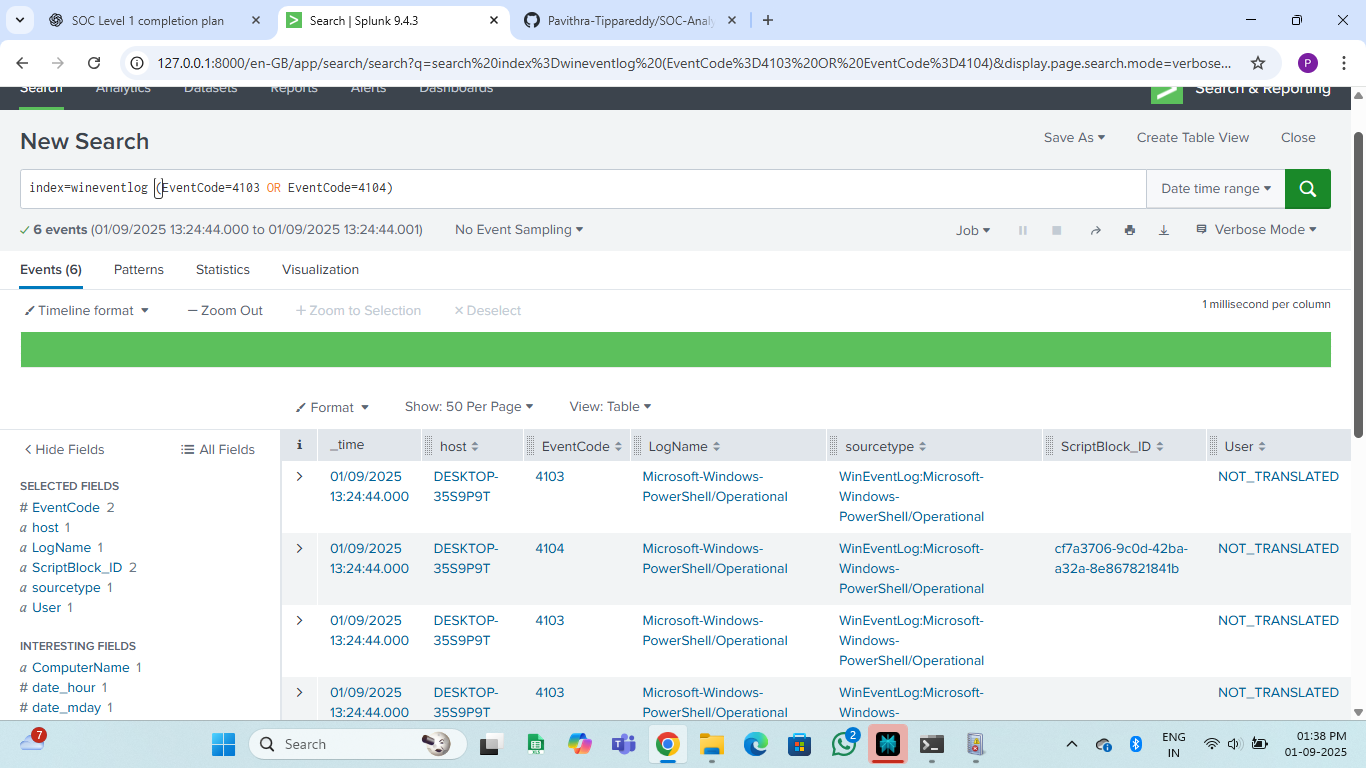 SOC Level 1 completion plan
Search | Splunk 9.4.3
Pavithra-Tippareddy/SOC-Analy
127.0.0.1:8000/en-GB/app/search/search?q=search%20index%3Dwineventlog%20(EventCode%3D4103%20OR%20EventCode%3D4104)&display.page.search.mode=verbose...
P
Search Analytics Datasets Reports Alerts Dashboards
Search & Reporting
New Search
Save As Create Table View Close
index=wineventlog (EventCode=4103 OR EventCode=4104)
Date time range
6 events (01/09/2025 13:24:44.000 to 01/09/2025 13:24:44.001)
No Event Sampling
Job
Verbose Mode
Events (6) Patterns Statistics Visualization
Timeline format
— Zoom Out
+ Zoom to Selection
× Deselect
1 millisecond per column
Format
Show: 50 Per Page
View: Table
< Hide Fields
All Fields
SELECTED FIELDS
# EventCode 2
a host 1
a LogName 1
a ScriptBlock_ID 2
a sourcetype 1
a User 1
INTERESTING FIELDS
a ComputerName 1
# date_hour 1
# date_mday 1
i _time host EventCode LogName sourcetype ScriptBlock_ID User
01/09/2025 DESKTOP- 4103 Microsoft-Windows- WinEventLog:Microsoft- NOT_TRANSLATED
13:24:44.000 35S9P9T PowerShell/Operational Windows-
PowerShell/Operational
01/09/2025 DESKTOP- 4104 Microsoft-Windows- WinEventLog:Microsoft- cf7a3706-9c0d-42ba- NOT_TRANSLATED
13:24:44.000 35S9P9T PowerShell/Operational Windows- a32a-8e867821841b
PowerShell/Operational
01/09/2025 DESKTOP- 4103 Microsoft-Windows- WinEventLog:Microsoft- NOT_TRANSLATED
13:24:44.000 35S9P9T PowerShell/Operational Windows-
PowerShell/Operational
01/09/2025 DESKTOP- 4103 Microsoft-Windows- WinEventLog:Microsoft- NOT_TRANSLATED
13:24:44.000 35S9P9T PowerShell/Operational Windows-
7
Search
2
ENG
IN
01:38 PM
01-09-2025